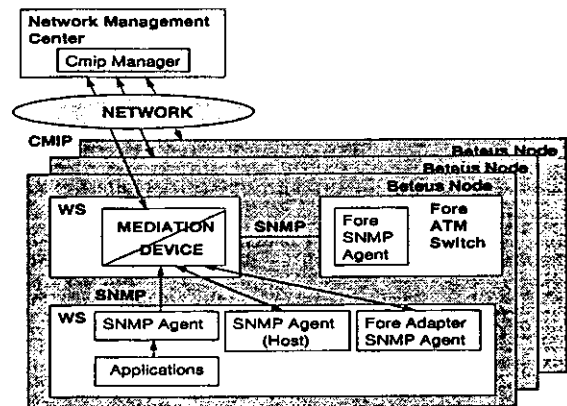 Network Management
Center
Cmip Manager
NETWORK
CMIP
Beteus Node
Beteus Node
Beteus Node
WS
MEDIATION
DEVICE
SNMP
Fore
SNMP
Agent
Fore
ATM
Switch
SNMP
WS
SNMP Agent
SNMP Agent
(Host)
Fore Adapter
SNMP Agent
Applications